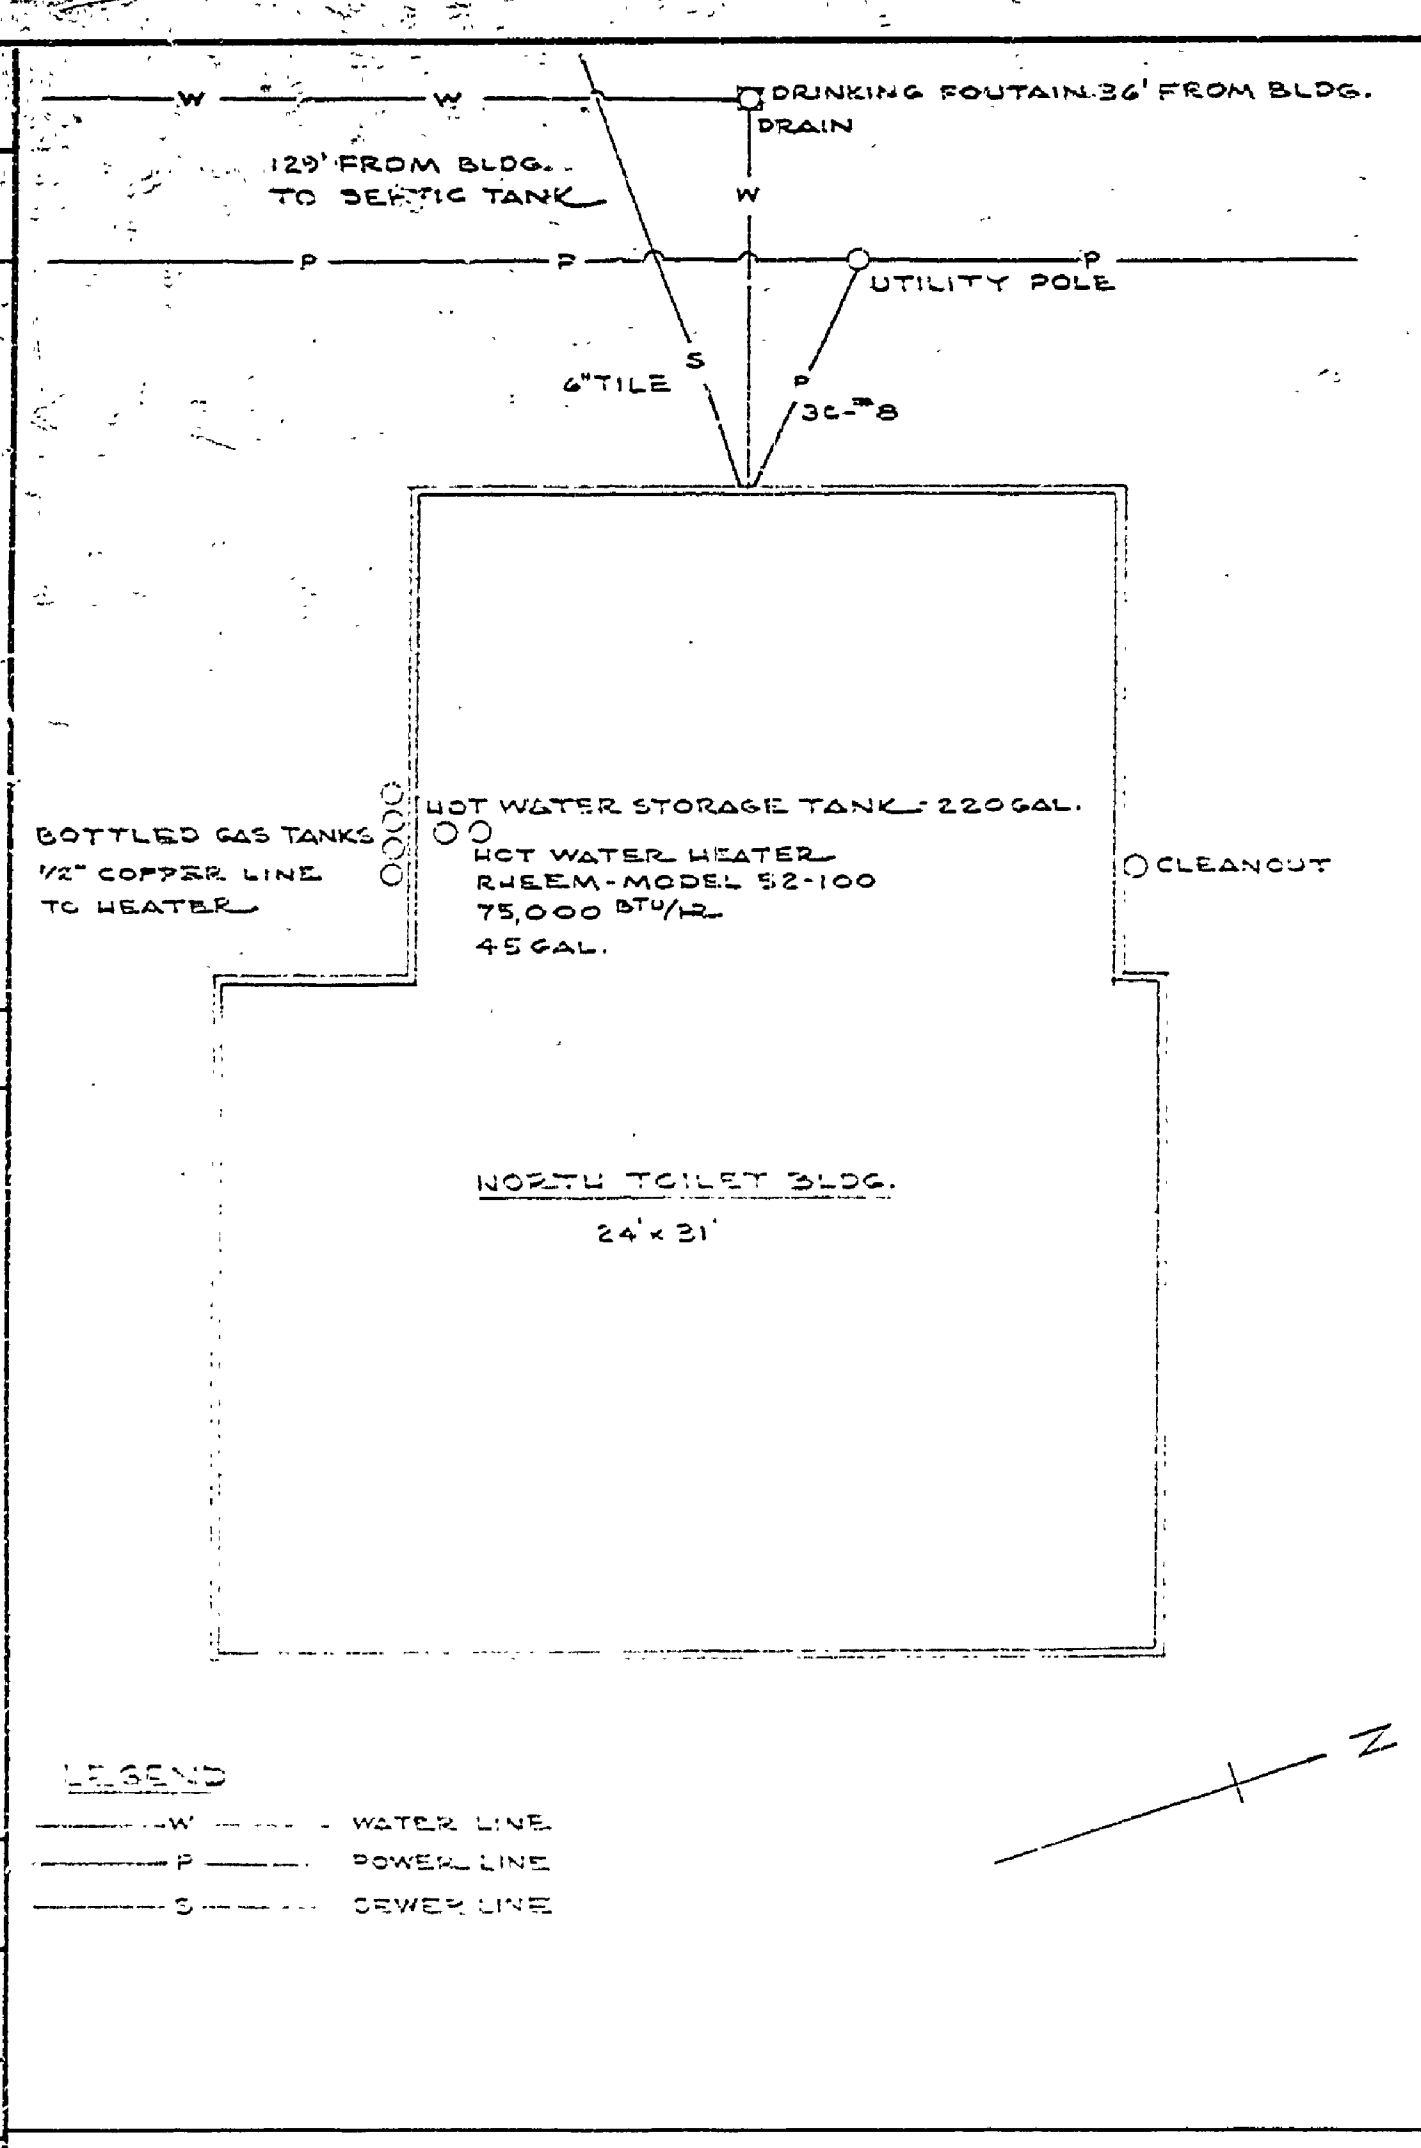 W W DRINKING FOUTAIN 36' FROM BLDG.
DRAIN
129' FROM BLDG.
TO SEPTIC TANK
W
P P P
UTILITY POLE
S
6" TILE
P
3C-#8
HOT WATER STORAGE TANK - 220 GAL.
BOTTLED GAS TANKS
1/2" COPPER LINE
TO HEATER
HOT WATER HEATER
RHEEM-MODEL 52-100
75,000 BTU/HR
45 GAL.
CLEANOUT
NORTH TOILET BLDG.
24' x 31'
N
LEGEND
W WATER LINE
P POWER LINE
S SEWER LINE